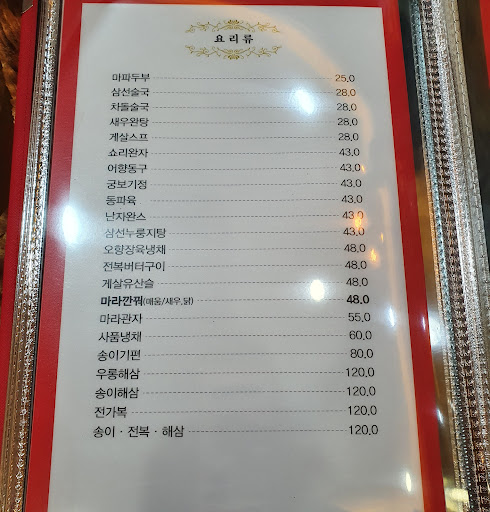 요리류
마파두부 25.0
삼선술국 28.0
차돌술국 28.0
새우완탕 28.0
게살스프 28.0
쇼리완자 43.0
어향동구 43.0
궁보기정 43.0
동파육 43.0
난자완스 43.0
삼선누룽지탕 43.0
오향장육냉채 48.0
전복버터구이 48.0
게살유산슬 48.0
마라깐풔(매움/새우,닭) 48.0
마라관자 55.0
사품냉채 60.0
송이기편 80.0
우롱해삼 120.0
송이해삼 120.0
전가복 120.0
송이 · 전복 · 해삼 120.0